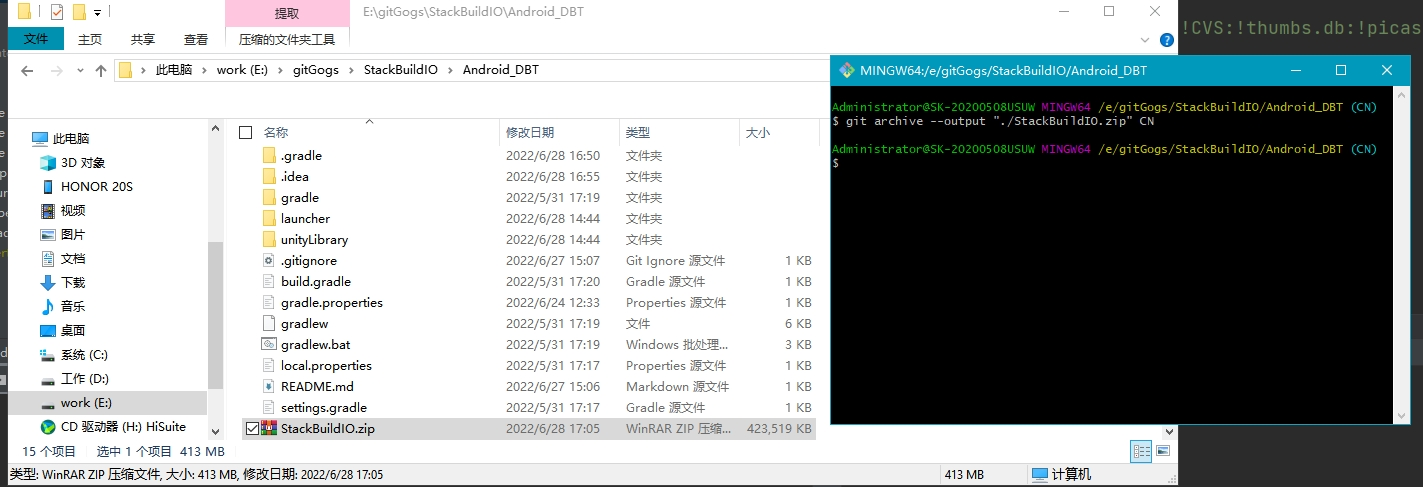 提取
E:\gitGogs\StackBuildIO\Android_DBT
文件 主页 共享 查看 压缩的文件夹工具
此电脑 work (E:) gitGogs StackBuildIO Android_DBT
!CVS:!thumbs.db:!picas
MINGW64:/e/gitGogs/StackBuildIO/Android_DBT
Administrator@SK-20200508USUW MINGW64 /e/gitGogs/StackBuildIO/Android_DBT (CN)
$ git archive --output "./StackBuildIO.zip" CN
Administrator@SK-20200508USUW MINGW64 /e/gitGogs/StackBuildIO/Android_DBT (CN)
$
此电脑
3D 对象
HONOR 20S
视频
图片
文档
下载
音乐
桌面
系统 (C:)
工作 (D:)
work (E:)
CD 驱动器 (H:) HiSuite
名称 修改日期 类型 大小
.gradle 2022/6/28 16:50 文件夹
.idea 2022/6/28 16:55 文件夹
gradle 2022/5/31 17:19 文件夹
launcher 2022/6/28 14:44 文件夹
unityLibrary 2022/6/28 14:44 文件夹
.gitignore 2022/6/27 15:07 Git Ignore 源文件 1 KB
build.gradle 2022/5/31 17:20 Gradle 源文件 1 KB
gradle.properties 2022/6/24 12:33 Properties 源文件 1 KB
gradlew 2022/5/31 17:19 文件 6 KB
gradlew.bat 2022/5/31 17:19 Windows 批处理... 3 KB
local.properties 2022/5/31 17:17 Properties 源文件 1 KB
README.md 2022/6/27 15:06 Markdown 源文件 1 KB
settings.gradle 2022/5/31 17:17 Gradle 源文件 1 KB
StackBuildIO.zip 2022/6/28 17:05 WinRAR ZIP 压缩... 423,519 KB
15 个项目 选中 1 个项目 413 MB
类型: WinRAR ZIP 压缩文件, 大小: 413 MB, 修改日期: 2022/6/28 17:05 413 MB 计算机